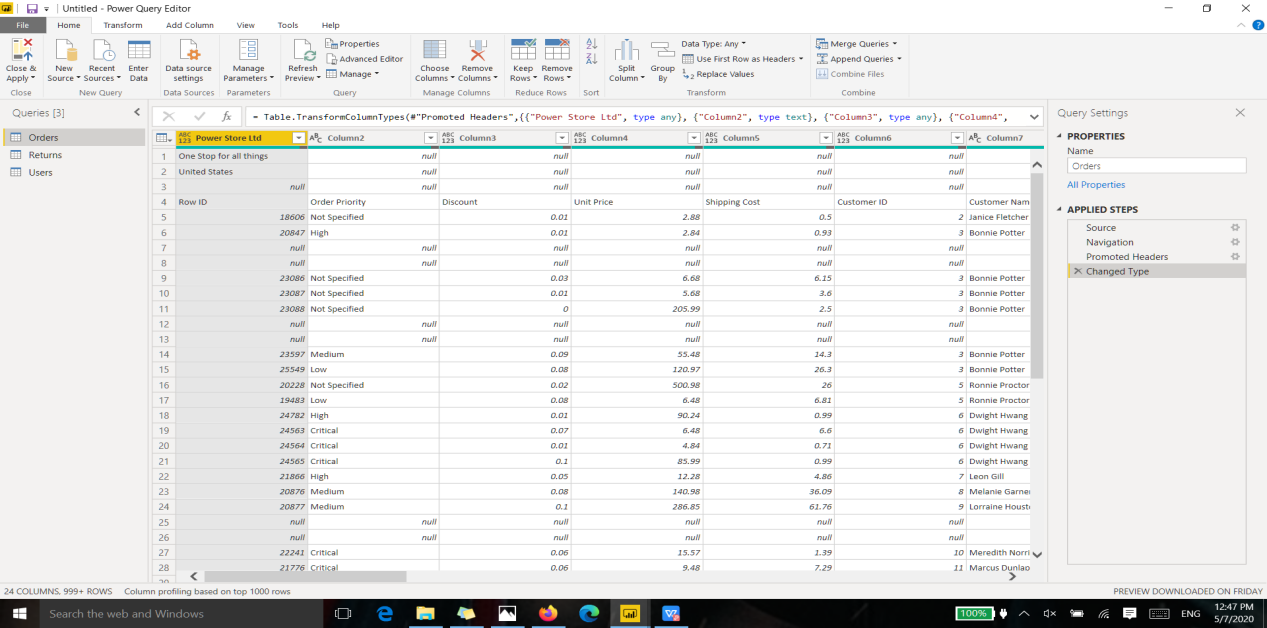 Untitled - Power Query Editor
File Home Transform Add Column View Tools Help
Close & Apply New Source Recent Sources Enter Data Data source settings Manage Parameters Refresh Preview Properties Advanced Editor Manage Choose Columns Remove Columns Keep Rows Remove Rows Split Column Group By Data Type: Any Use First Row as Headers Replace Values Merge Queries Append Queries Combine Files
Close New Query Data Sources Parameters Query Manage Columns Reduce Rows Sort Transform Combine
Queries [3]
Orders
Returns
Users
fx = Table.TransformColumnTypes(#"Promoted Headers",{{"Power Store Ltd", type any}, {"Column2", type text}, {"Column3", type any}, {"Column4",
Power Store Ltd Column2 Column3 Column4 Column5 Column6 Column7
1 One Stop for all things null null null null null
2 United States null null null null null
3 null null null null null null
4 Row ID Order Priority Discount Unit Price Shipping Cost Customer ID Customer Nam
5 18606 Not Specified 0.01 2.88 0.5 2 Janice Fletcher
6 20847 High 0.01 2.84 0.93 3 Bonnie Potter
7 null null null null null null
8 null null null null null null
9 23086 Not Specified 0.03 6.68 6.15 3 Bonnie Potter
10 23087 Not Specified 0.01 5.68 3.6 3 Bonnie Potter
11 23088 Not Specified 0 205.99 2.5 3 Bonnie Potter
12 null null null null null null
13 null null null null null null
14 23597 Medium 0.09 55.48 14.3 3 Bonnie Potter
15 25549 Low 0.08 120.97 26.3 3 Bonnie Potter
16 20228 Not Specified 0.02 500.98 26 5 Ronnie Proctor
17 19483 Low 0.08 6.48 6.81 5 Ronnie Proctor
18 24782 High 0.01 90.24 0.99 6 Dwight Hwang
19 24563 Critical 0.07 6.48 6.6 6 Dwight Hwang
20 24564 Critical 0.01 4.84 0.71 6 Dwight Hwang
21 24565 Critical 0.1 85.99 0.99 6 Dwight Hwang
22 21866 High 0.05 12.28 4.86 7 Leon Gill
23 20876 Medium 0.08 140.98 36.09 8 Melanie Garne
24 20877 Medium 0.1 286.85 61.76 9 Lorraine Houst
25 null null null null null null
26 null null null null null null
27 22241 Critical 0.06 15.57 1.39 10 Meredith Norri
28 21776 Critical 0.06 9.48 7.29 11 Marcus Dunlap
Query Settings
PROPERTIES
Name
Orders
All Properties
APPLIED STEPS
Source
Navigation
Promoted Headers
Changed Type
24 COLUMNS, 999+ ROWS Column profiling based on top 1000 rows PREVIEW DOWNLOADED ON FRIDAY
Search the web and Windows 100% ENG 12:47 PM
5/7/2020